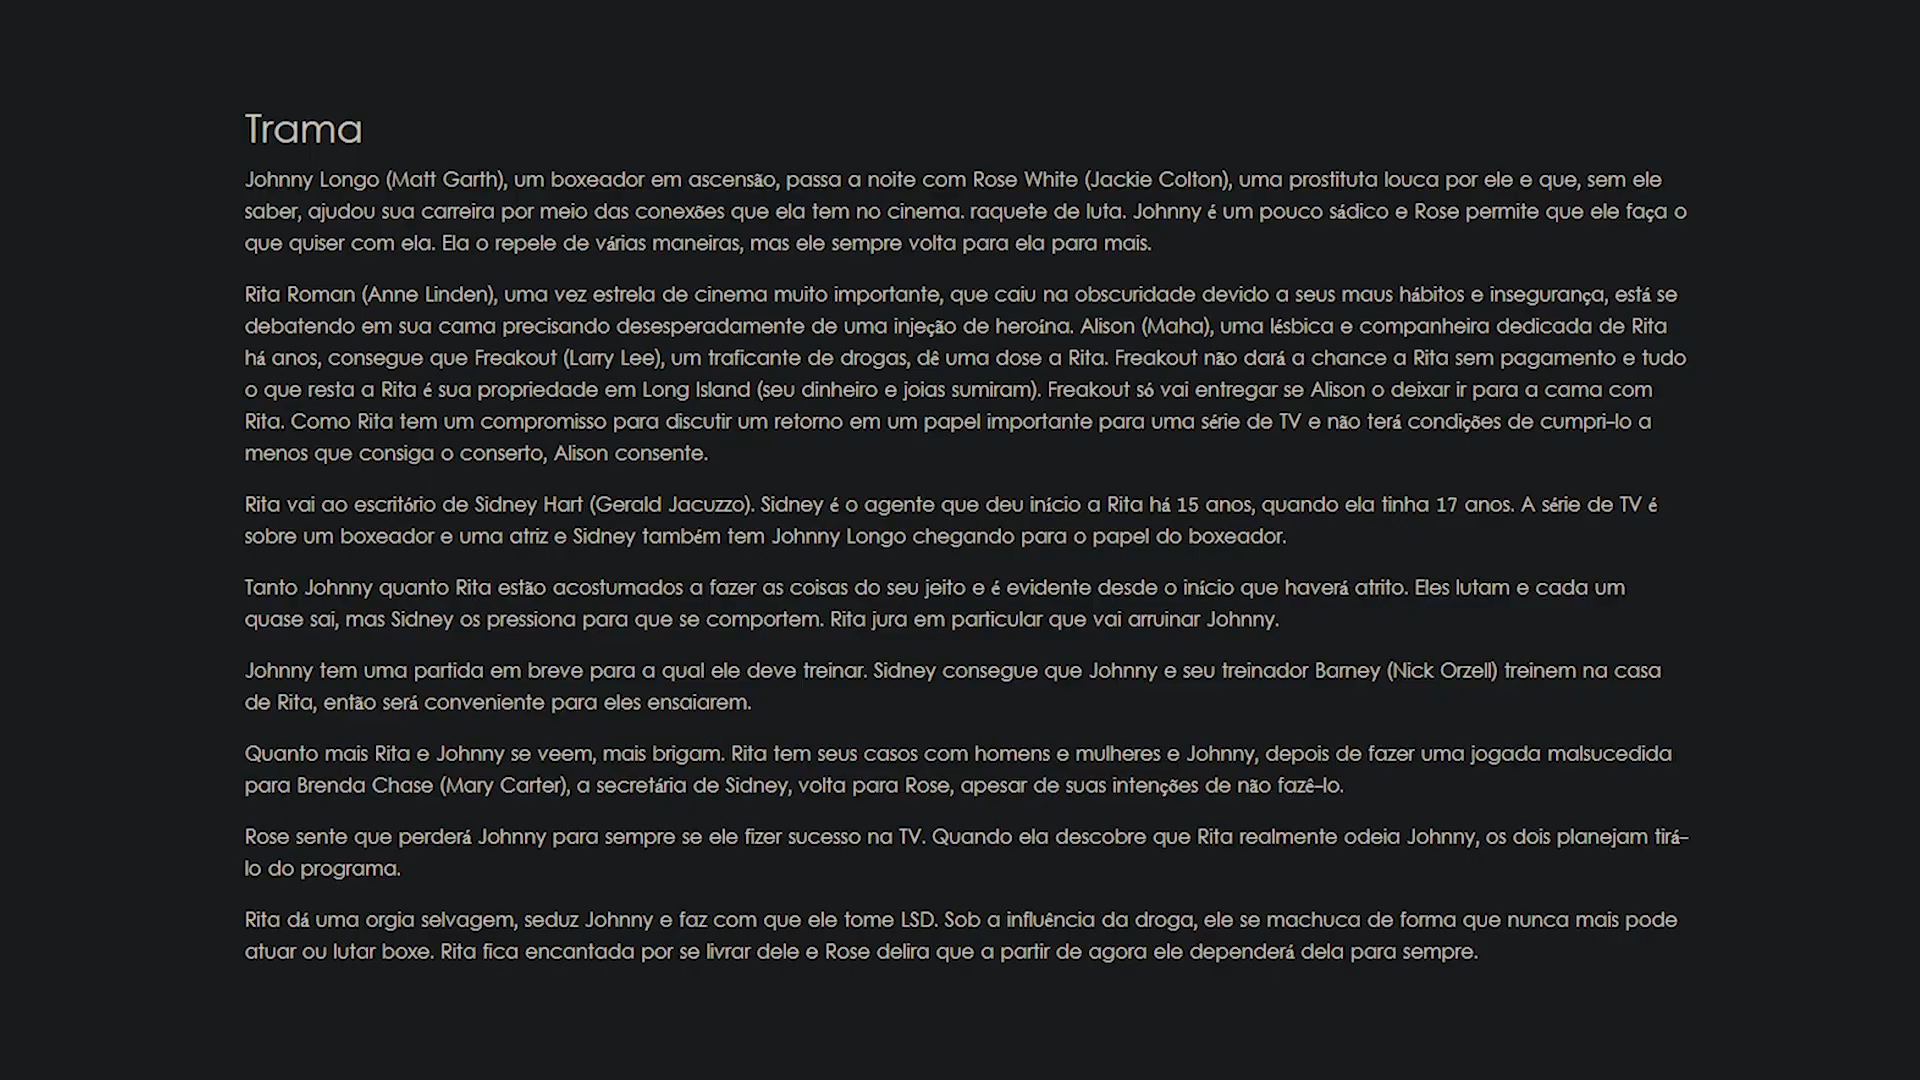 Trama
Johnny Longo (Matt Garth), um boxeador em ascensão, passa a noite com Rose White (Jackie Colton), uma prostituta louca por ele e que, sem ele
saber, ajudou sua carreira por meio das conexões que ela tem no cinema. raquete de luta. Johnny é um pouco sádico e Rose permite que ele faça o
que quiser com ela. Ela o repele de várias maneiras, mas ele sempre volta para ela para mais.
Rita Roman (Anne Linden), uma vez estrela de cinema muito importante, que caiu na obscuridade devido a seus maus hábitos e insegurança, está se
debatendo em sua cama precisando desesperadamente de uma injeção de heroína. Alison (Maha), uma lésbica e companheira dedicada de Rita
há anos, consegue que Freakout (Larry Lee), um traficante de drogas, dê uma dose a Rita. Freakout não dará a chance a Rita sem pagamento e tudo
o que resta a Rita é sua propriedade em Long Island (seu dinheiro e joias sumiram). Freakout só vai entregar se Alison o deixar ir para a cama com
Rita. Como Rita tem um compromisso para discutir um retorno em um papel importante para uma série de TV e não terá condições de cumpri-lo a
menos que consiga o conserto, Alison consente.
Rita vai ao escritório de Sidney Hart (Gerald Jacuzzo). Sidney é o agente que deu início a Rita há 15 anos, quando ela tinha 17 anos. A série de TV é
sobre um boxeador e uma atriz e Sidney também tem Johnny Longo chegando para o papel do boxeador.
Tanto Johnny quanto Rita estão acostumados a fazer as coisas do seu jeito e é evidente desde o início que haverá atrito. Eles lutam e cada um
quase sai, mas Sidney os pressiona para que se comportem. Rita jura em particular que vai arruinar Johnny.
Johnny tem uma partida em breve para a qual ele deve treinar. Sidney consegue que Johnny e seu treinador Barney (Nick Orzell) treinem na casa
de Rita, então será conveniente para eles ensaiarem.
Quanto mais Rita e Johnny se veem, mais brigam. Rita tem seus casos com homens e mulheres e Johnny, depois de fazer uma jogada malsucedida
para Brenda Chase (Mary Carter), a secretária de Sidney, volta para Rose, apesar de suas intenções de não fazê-lo.
Rose sente que perderá Johnny para sempre se ele fizer sucesso na TV. Quando ela descobre que Rita realmente odeia Johnny, os dois planejam tirá-
lo do programa.
Rita dá uma orgia selvagem, seduz Johnny e faz com que ele tome LSD. Sob a influência da droga, ele se machuca de forma que nunca mais pode
atuar ou lutar boxe. Rita fica encantada por se livrar dele e Rose delira que a partir de agora ele dependerá dela para sempre.